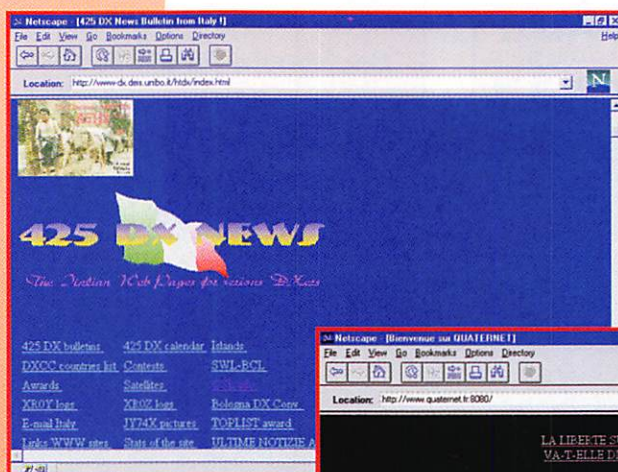 Netscape - [425 DX News Bulletin from Italy !]
File Edit View Go Bookmarks Options Directory Help
Location: http://www-dx.deis.unibo.it/htdx/index.html
N
425 DX NEWS
The Italian Web Pages for serious DXers
425 DX bulletins 425 DX calendar Islands
DXCC countries list Contests SWL-BCL
Awards Satellites
XR0Y logs XR0Z logs Bologna DX Conv.
E-mail Italy JY74X pictures TOPLIST award
Links WWW sites Stats of the site ULTIME NOTIZIE A
Netscape - [Bienvenue sur QUATERNET]
File Edit View Go Bookmarks Options Directory
Location: http://www.quaternet.fr:8080/
LA LIBERTE S
VA-T-ELLE D